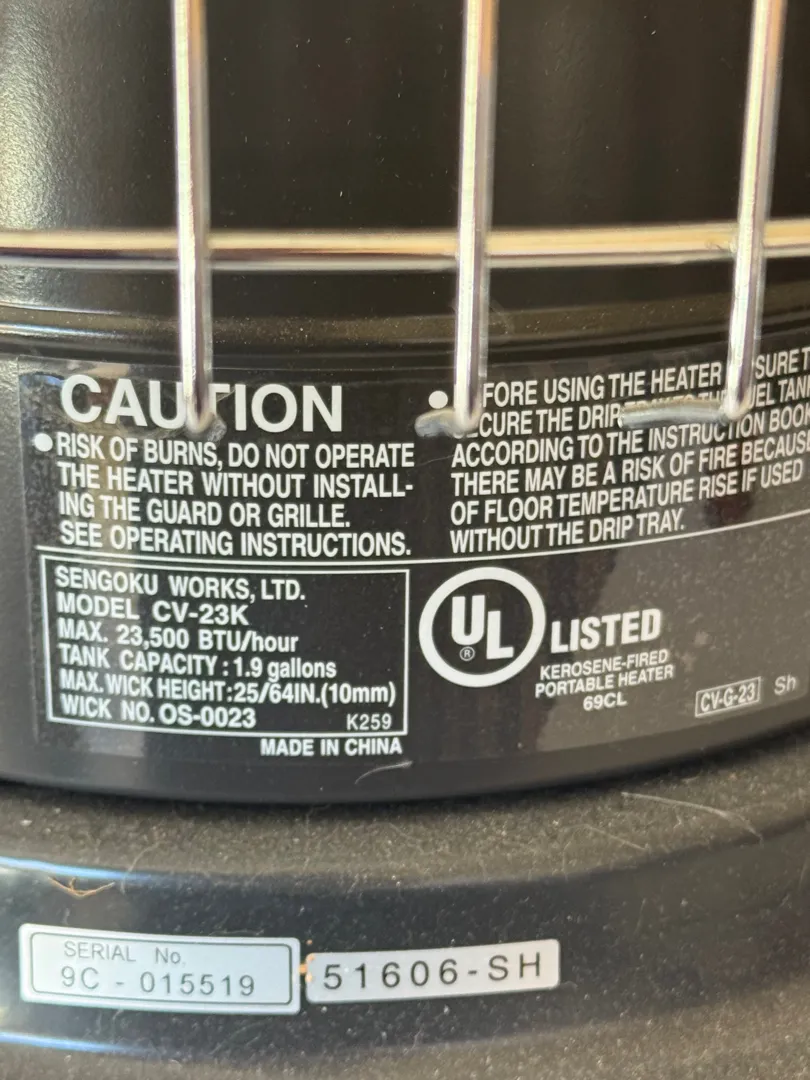 CAUTION
● RISK OF BURNS, DO NOT OPERATE
THE HEATER WITHOUT INSTALL-
ING THE GUARD OR GRILLE.
SEE OPERATING INSTRUCTIONS.
● FORE USING THE HEATER SURE T
CURE THE DRIP
ACCORDING TO THE INSTRUCTION BOO
THERE MAY BE A RISK OF FIRE BECAUS
OF FLOOR TEMPERATURE RISE IF USED
WITHOUT THE DRIP TRAY.
SENGOKU WORKS, LTD.
MODEL CV-23K
MAX. 23,500 BTU/hour
TANK CAPACITY : 1.9 gallons
MAX. WICK HEIGHT:25/64IN.(10mm)
WICK NO. OS-0023 K259
MADE IN CHINA
UL ® LISTED
KEROSENE-FIRED
PORTABLE HEATER
69CL
CV-G-23 Sh
SERIAL No.
9C - 015519
51606-SH